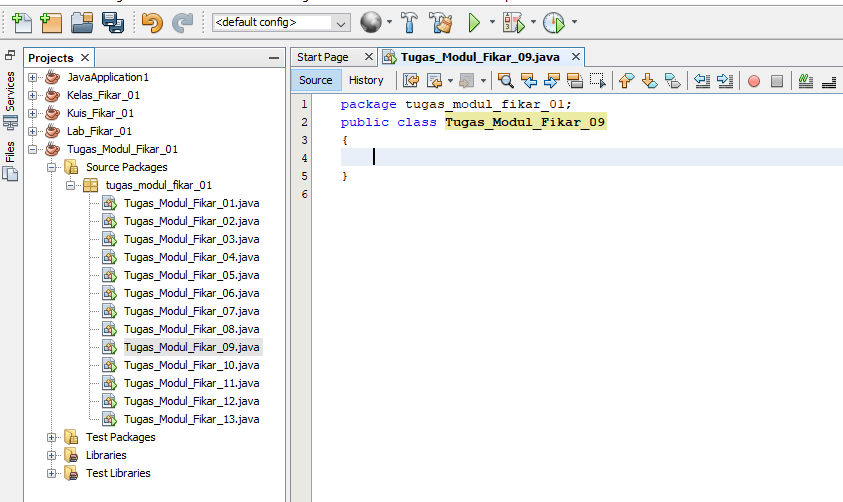 <default config>
Services
Files
Projects
JavaApplication1
Kelas_Fikar_01
Kuis_Fikar_01
Lab_Fikar_01
Tugas_Modul_Fikar_01
Source Packages
tugas_modul_fikar_01
Tugas_Modul_Fikar_01.java
Tugas_Modul_Fikar_02.java
Tugas_Modul_Fikar_03.java
Tugas_Modul_Fikar_04.java
Tugas_Modul_Fikar_05.java
Tugas_Modul_Fikar_06.java
Tugas_Modul_Fikar_07.java
Tugas_Modul_Fikar_08.java
Tugas_Modul_Fikar_09.java
Tugas_Modul_Fikar_10.java
Tugas_Modul_Fikar_11.java
Tugas_Modul_Fikar_12.java
Tugas_Modul_Fikar_13.java
Test Packages
Libraries
Test Libraries
Start Page Tugas_Modul_Fikar_09.java
Source History
1 package tugas_modul_fikar_01;
2 public class Tugas_Modul_Fikar_09
3 {
4
5 }
6